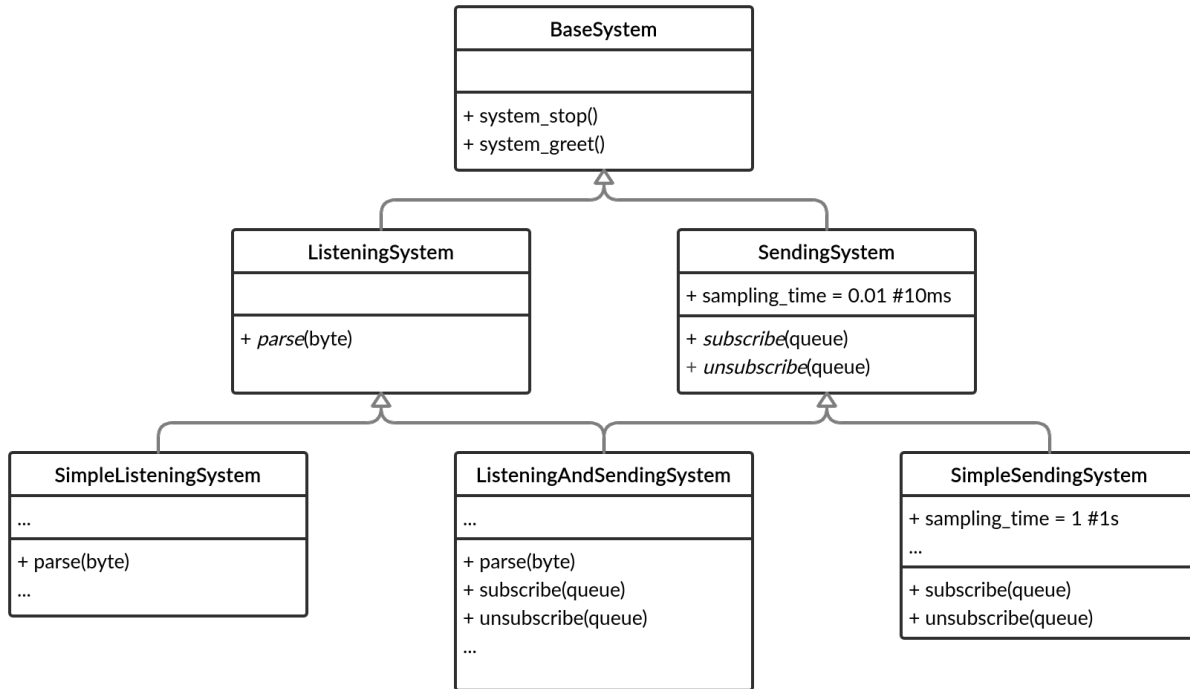 BaseSystem
+ system_stop()
+ system_greet()
ListeningSystem
+ parse(byte)
SendingSystem
+ sampling_time = 0.01 #10ms
+ subscribe(queue)
+ unsubscribe(queue)
SimpleListeningSystem
...
+ parse(byte)
...
ListeningAndSendingSystem
...
+ parse(byte)
+ subscribe(queue)
+ unsubscribe(queue)
...
SimpleSendingSystem
+ sampling_time = 1 #1s
...
+ subscribe(queue)
+ unsubscribe(queue)